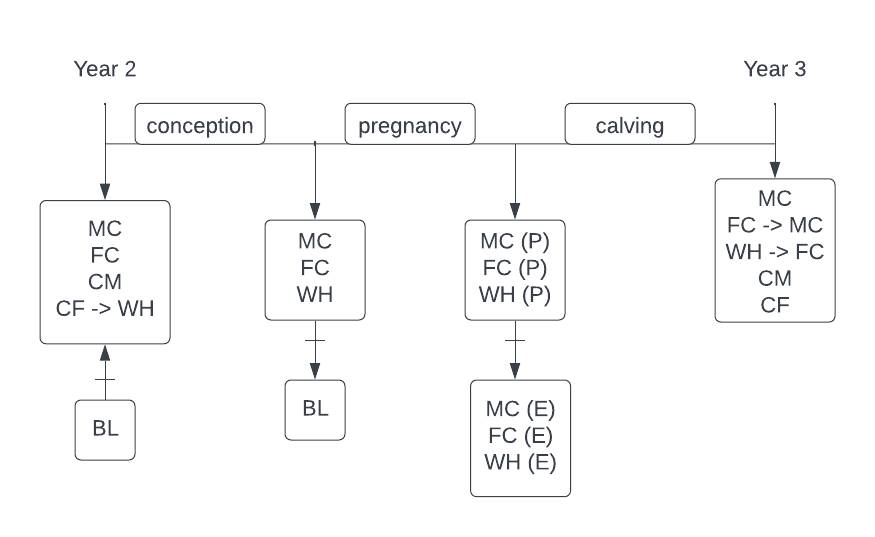 Year 2
Year 3
conception
pregnancy
calving
MC
FC
CM
CF -> WH
MC
FC
WH
MC (P)
FC (P)
WH (P)
MC
FC -> MC
WH -> FC
CM
CF
BL
BL
MC (E)
FC (E)
WH (E)